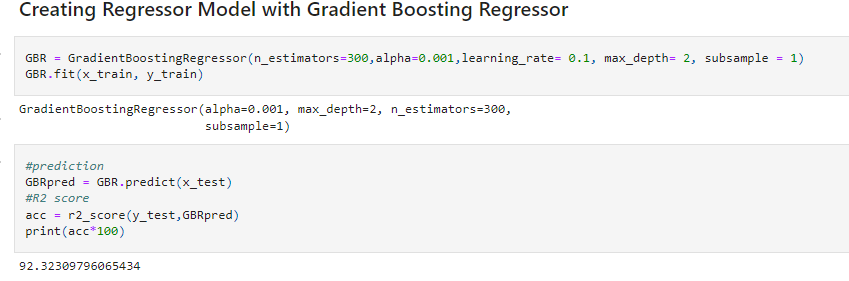 Creating Regressor Model with Gradient Boosting Regressor
GBR = GradientBoostingRegressor(n_estimators=300,alpha=0.001,learning_rate= 0.1, max_depth= 2, subsample = 1)
GBR.fit(x_train, y_train)
GradientBoostingRegressor(alpha=0.001, max_depth=2, n_estimators=300,
                          subsample=1)
#prediction
GBRpred = GBR.predict(x_test)
#R2 score
acc = r2_score(y_test,GBRpred)
print(acc*100)
92.32309796065434